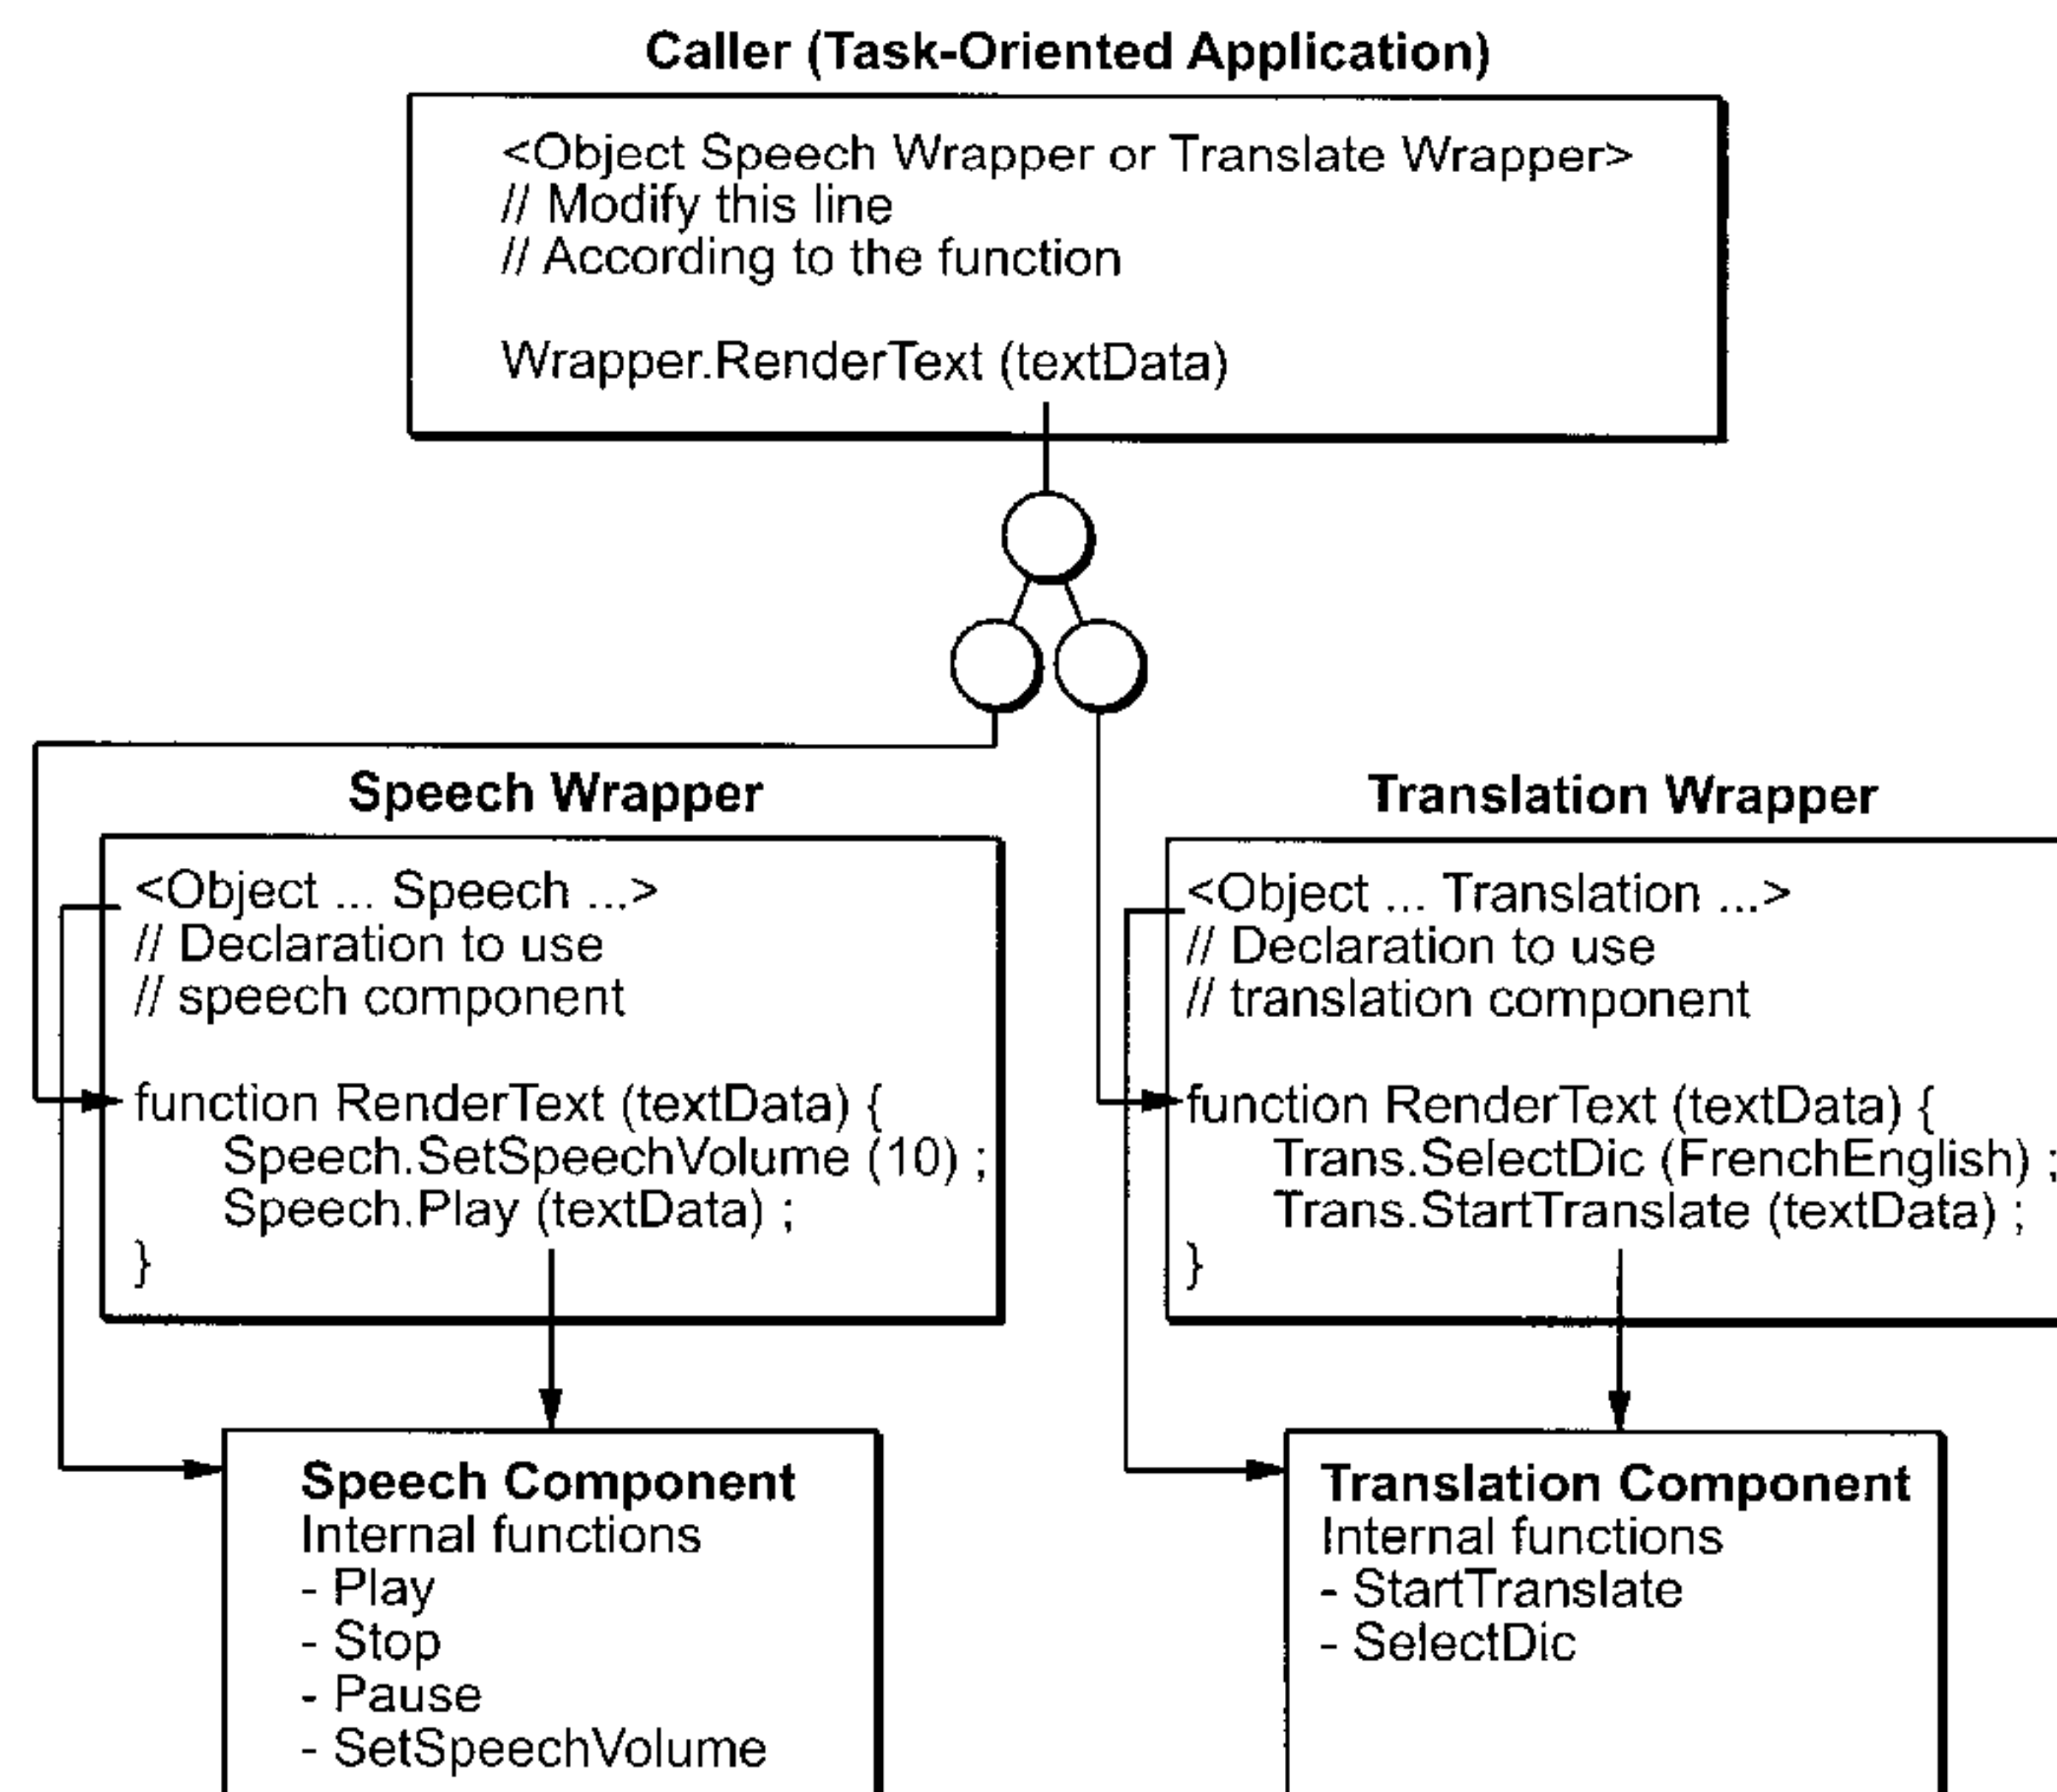 Caller (Task-Oriented Application)
<Object Speech Wrapper or Translate Wrapper>
// Modify this line
// According to the function
Wrapper.RenderText (textData)
Speech Wrapper
<Object ... Speech ...>
// Declaration to use
// speech component
function RenderText (textData) {
Speech.SetSpeechVolume (10) ;
Speech.Play (textData) ;
}
Translation Wrapper
<Object ... Translation ...>
// Declaration to use
// translation component
function RenderText (textData) {
Trans.SelectDic (FrenchEnglish) ;
Trans.StartTranslate (textData) ;
}
Speech Component
Internal functions
- Play
- Stop
- Pause
- SetSpeechVolume
Translation Component
Internal functions
- StartTranslate
- SelectDic